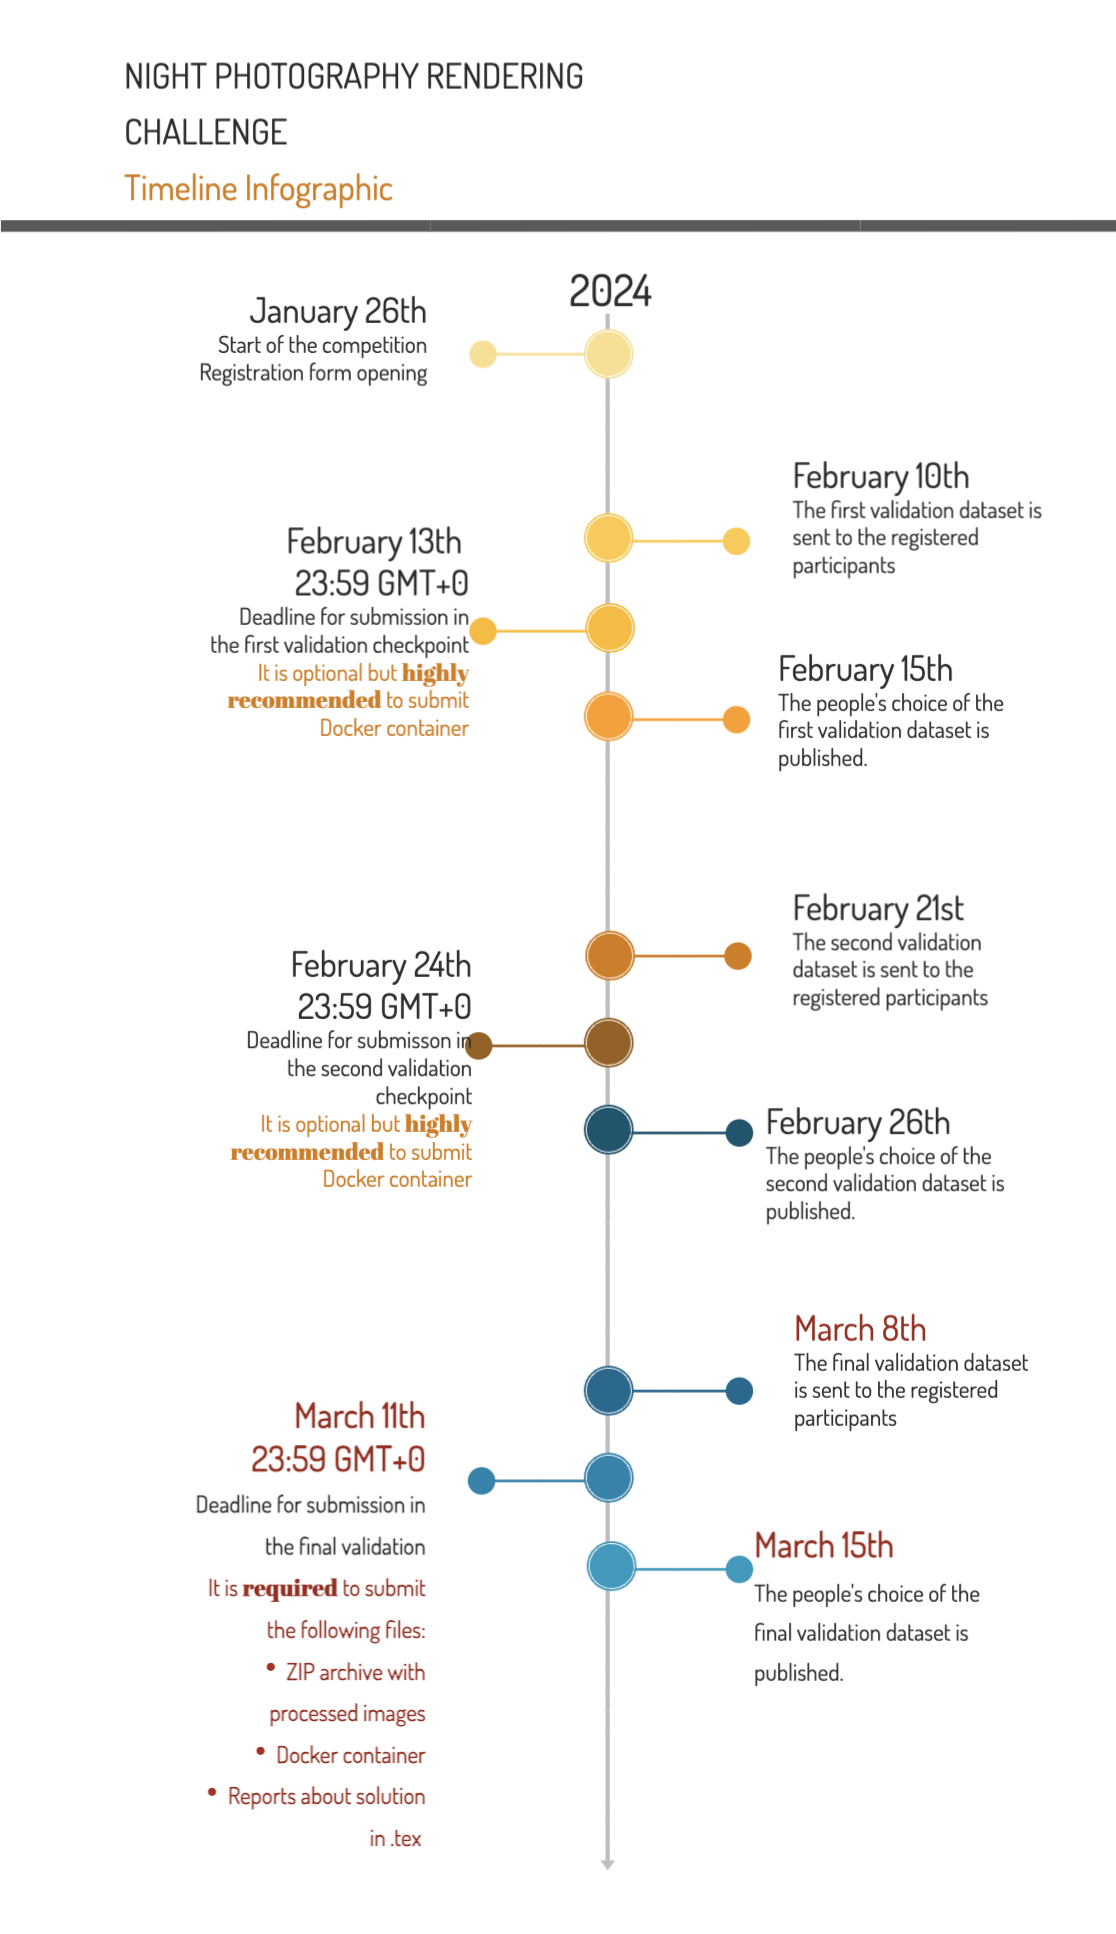 NIGHT PHOTOGRAPHY RENDERING
CHALLENGE
Timeline Infographic
2024
January 26th
Start of the competition
Registration form opening
February 10th
The first validation dataset is
sent to the registered
participants
February 13th
23:59 GMT+0
Deadline for submission in
the first validation checkpoint
It is optional but highly
recommended to submit
Docker container
February 15th
The people's choice of the
first validation dataset is
published.
February 21st
The second validation
dataset is sent to the
registered participants
February 24th
23:59 GMT+0
Deadline for submisson in
the second validation
checkpoint
It is optional but highly
recommended to submit
Docker container
February 26th
The people's choice of the
second validation dataset is
published.
March 8th
The final validation dataset
is sent to the registered
participants
March 11th
23:59 GMT+0
Deadline for submission in
the final validation
It is required to submit
the following files:
• ZIP archive with
processed images
• Docker container
• Reports about solution
in .tex
March 15th
The people's choice of the
final validation dataset is
published.